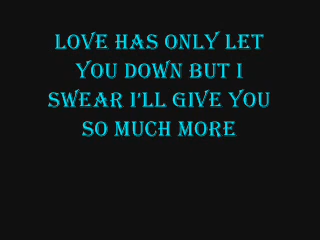 LOVE HAS ONLY LET
YOU DOWN BUT I
SWEAR I'LL GIVE YOU
SO MUCH MORE